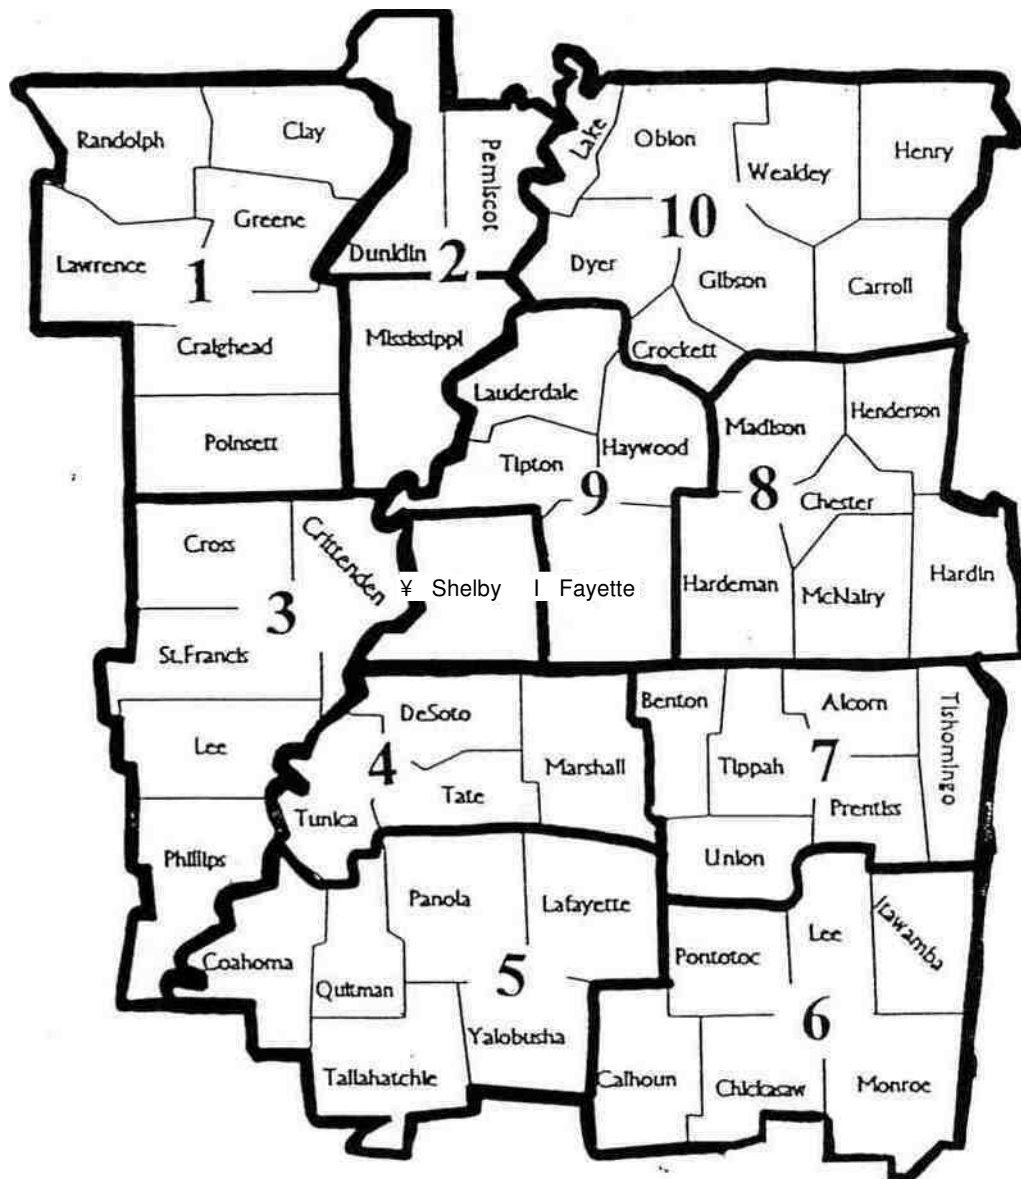 Randolph
Clay
Greene
Lawrence
1
Craighead
Poinsett
Pemiscot
Dunklin
2
Mississippi
Lake
Obion
Weakley
Henry
10
Dyer
Gibson
Carroll
Crockett
Lauderdale
Haywood
Tipton
9
Madison
Henderson
8
Chester
Hardeman
McNairy
Hardin
Cross
Crittenden
3
St.Francis
Lee
Phillips
¥ Shelby I Fayette
DeSoto
4
Marshall
Tate
Tunica
Benton
Alcorn
Tishomingo
Tippah
7
Prentiss
Union
Panola
Lafayette
Coahoma
5
Quitman
Yalobusha
Tallahatchie
Pontotoc
Lee
Itawamba
6
Calhoun
Chickasaw
Monroe